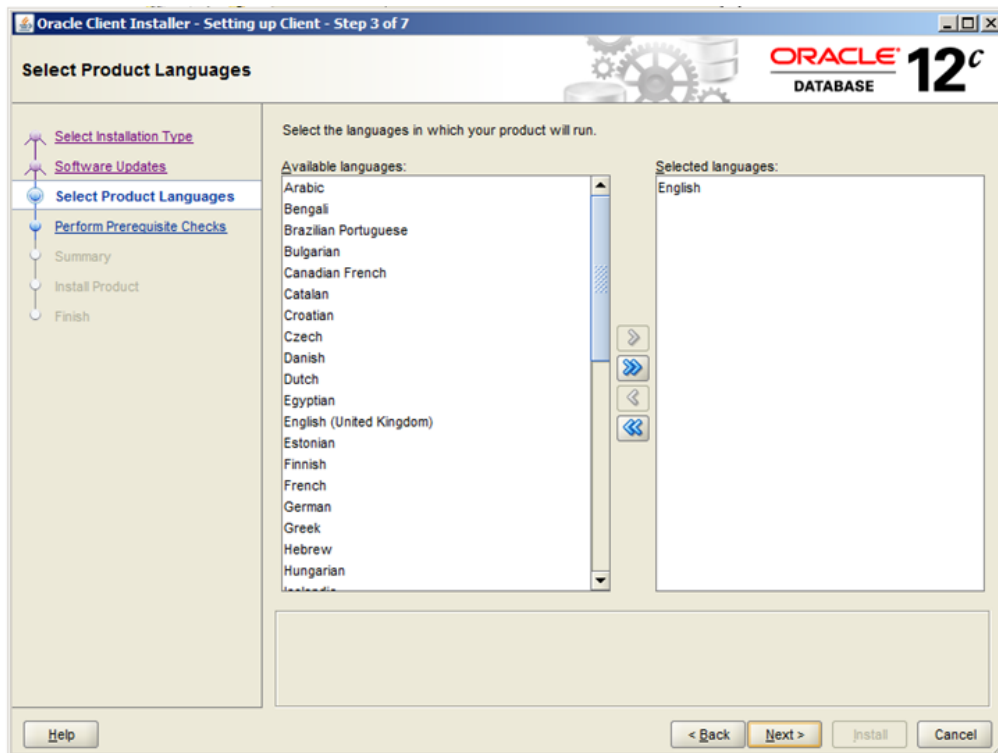 Oracle Client Installer - Setting up Client - Step 3 of 7
Select Product Languages
ORACLE
DATABASE
12c
Select Installation Type
Software Updates
Select Product Languages
Perform Prerequisite Checks
Summary
Install Product
Finish
Select the languages in which your product will run.
Available languages:
Arabic
Bengali
Brazilian Portuguese
Bulgarian
Canadian French
Catalan
Croatian
Czech
Danish
Dutch
Egyptian
English (United Kingdom)
Estonian
Finnish
French
German
Greek
Hebrew
Hungarian
Selected languages:
English
Help
< Back
Next >
Install
Cancel